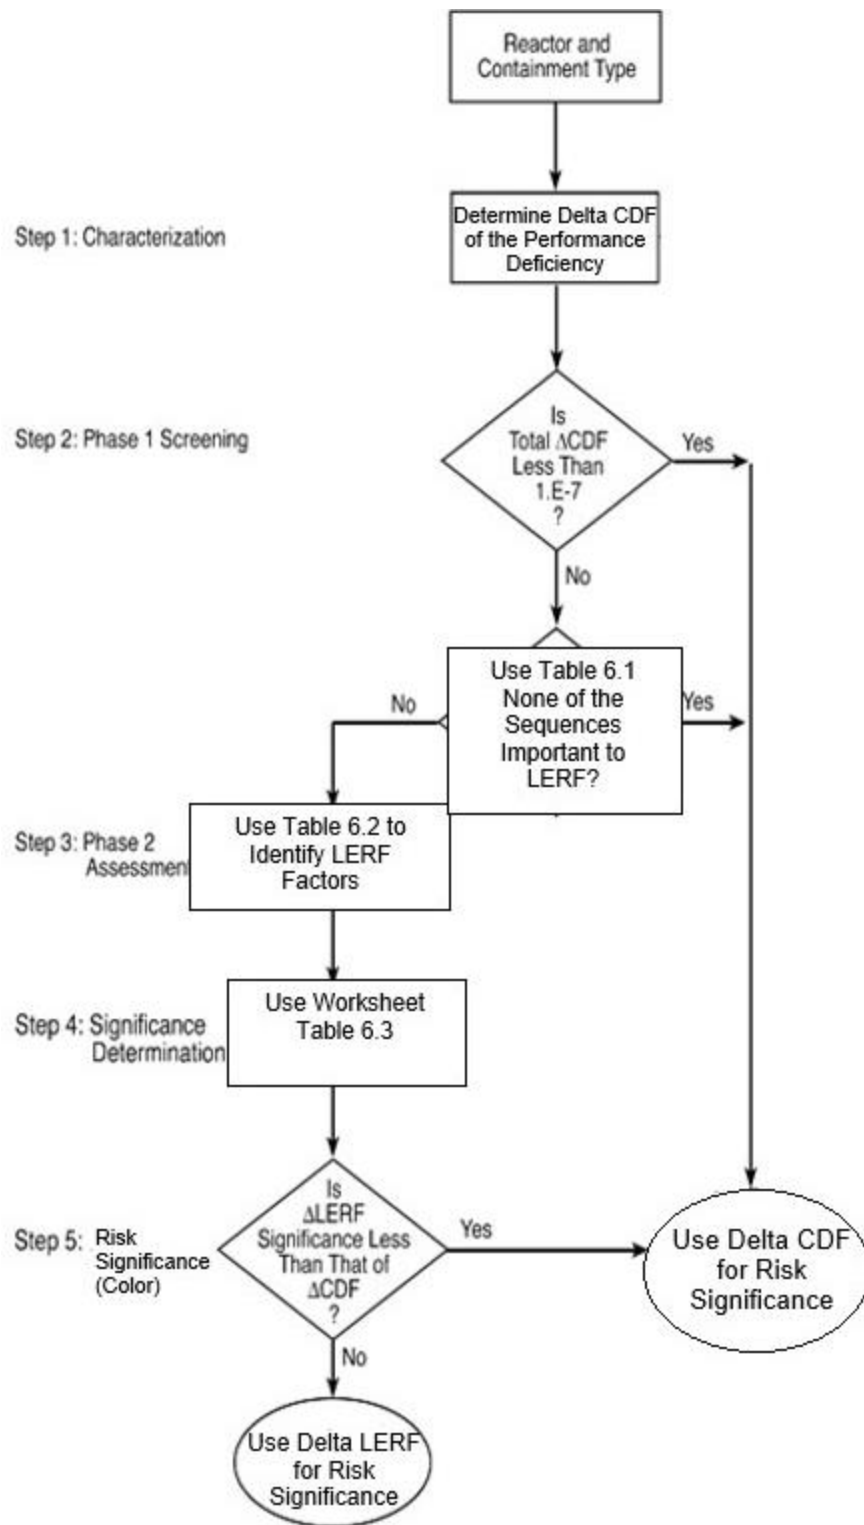 Reactor and
Containment Type
Step 1: Characterization
Determine Delta CDF
of the Performance
Deficiency
Step 2: Phase 1 Screening
Is
Total ΔCDF
Less Than
1.E-7
?
Yes
No
Use Table 6.1
None of the
Sequences
Important to
LERF?
No
Yes
Step 3: Phase 2
Assessment
Use Table 6.2 to
Identify LERF
Factors
Step 4: Significance
Determination
Use Worksheet
Table 6.3
Step 5: Risk
Significance
(Color)
Is
ΔLERF
Significance Less
Than That of
ΔCDF
?
Yes
No
Use Delta CDF
for Risk
Significance
Use Delta LERF
for Risk
Significance